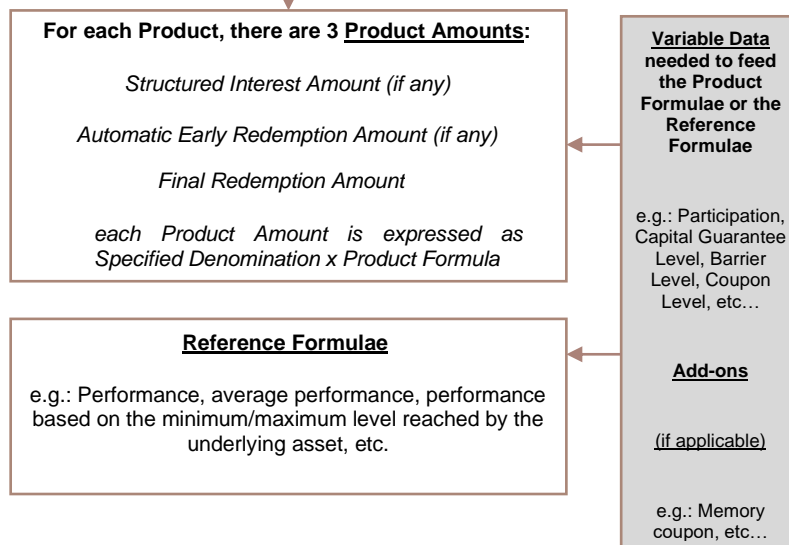 For each Product, there are 3 Product Amounts:
Structured Interest Amount (if any)
Automatic Early Redemption Amount (if any)
Final Redemption Amount
each Product Amount is expressed as
Specified Denomination x Product Formula
Reference Formulae
e.g.: Performance, average performance, performance
based on the minimum/maximum level reached by the
underlying asset, etc.
Variable Data
needed to feed
the Product
Formulae or the
Reference
Formulae
e.g.: Participation,
Capital Guarantee
Level, Barrier
Level, Coupon
Level, etc…
Add-ons
(if applicable)
e.g.: Memory
coupon, etc…